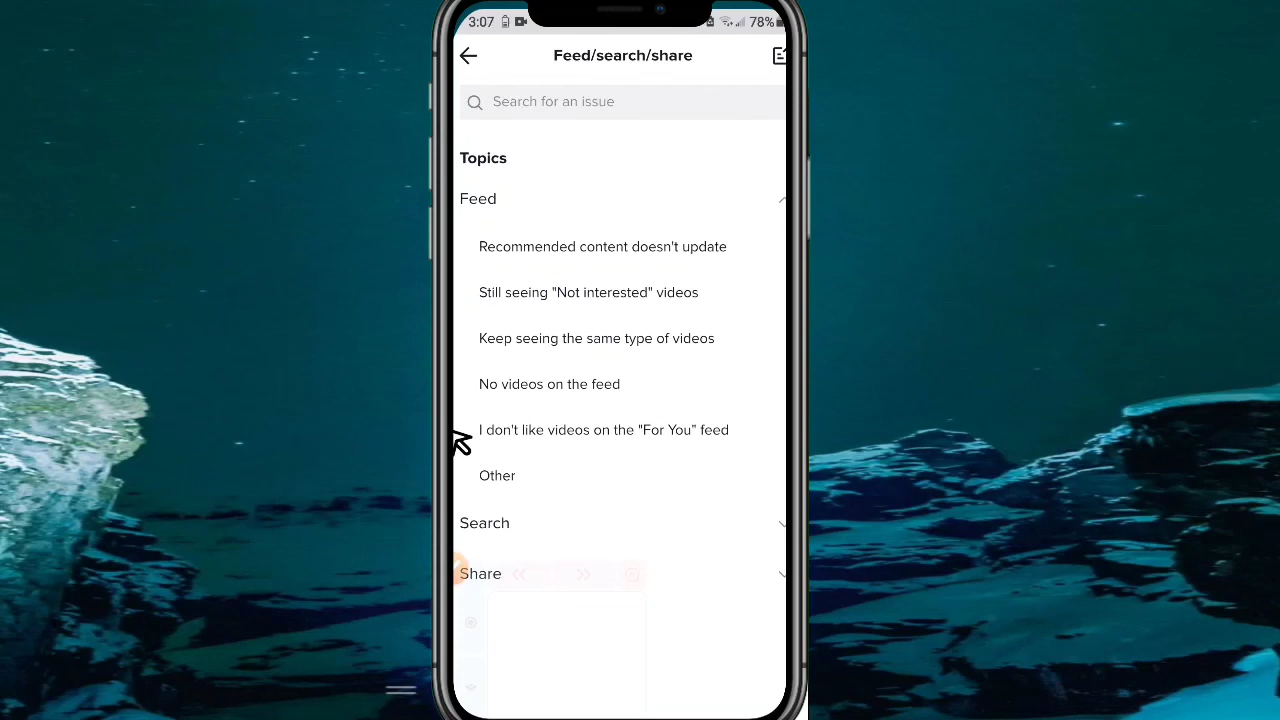 3:07
78%
Feed/search/share
Search for an issue
Topics
Feed
Recommended content doesn't update
Still seeing "Not interested" videos
Keep seeing the same type of videos
No videos on the feed
I don't like videos on the "For You" feed
Other
Search
Share